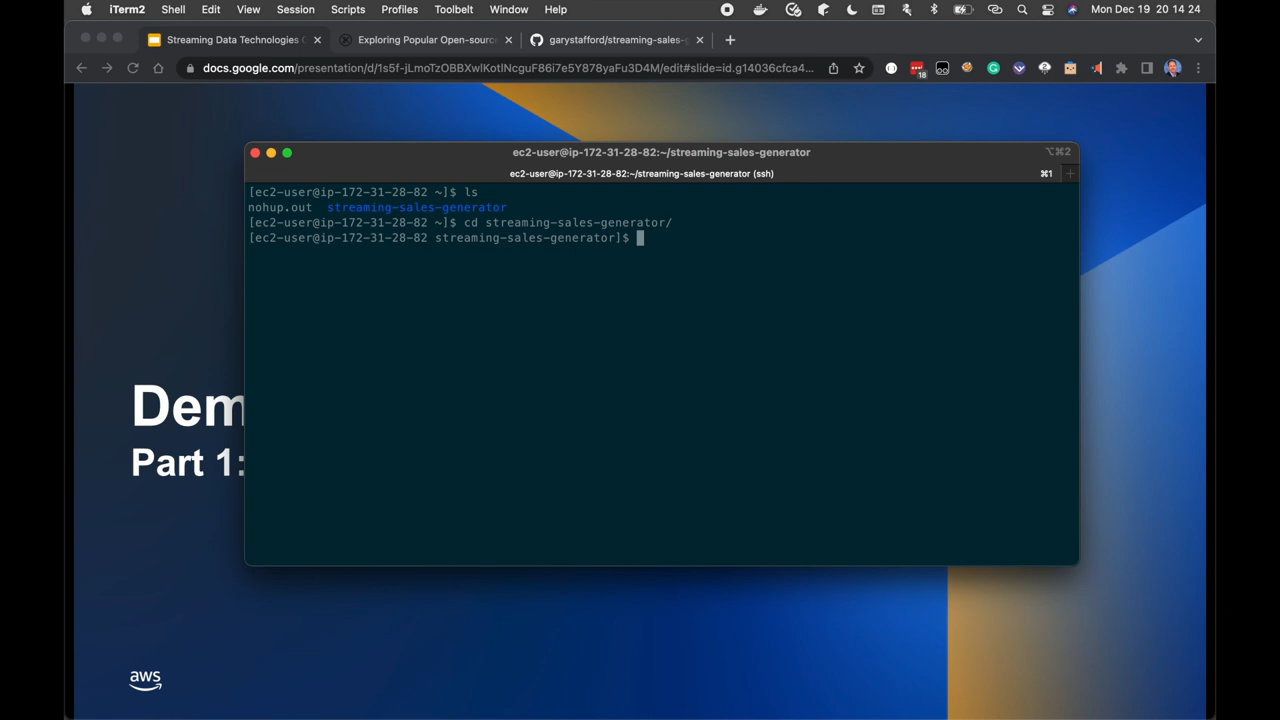 iTerm2 Shell Edit View Session Scripts Profiles Toolbelt Window Help Mon Dec 19 20 14 24
Streaming Data Technologies Exploring Popular Open-source garystafford/streaming-sales-
docs.google.com/presentation/d/1s5f-jLmoTzOBBXwlKotlNcguF86i7e5Y878yaFu3D4M/edit#slide=id.g14036cfca4... 18
ec2-user@ip-172-31-28-82:~/streaming-sales-generator ⌥⌘2
ec2-user@ip-172-31-28-82:~/streaming-sales-generator (ssh) ⌘1
[ec2-user@ip-172-31-28-82 ~]$ ls
nohup.out streaming-sales-generator
[ec2-user@ip-172-31-28-82 ~]$ cd streaming-sales-generator/
[ec2-user@ip-172-31-28-82 streaming-sales-generator]$
Dem
Part 1:
aws